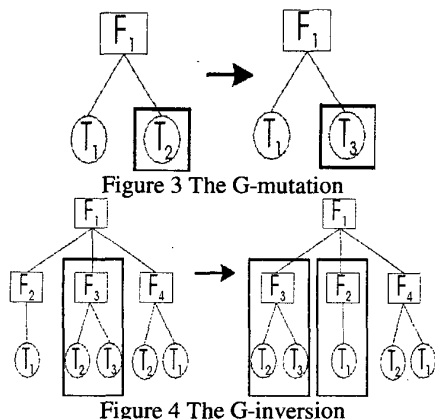 F1 F1
T1 T2 T1 T3
Figure 3 The G-mutation
F1 F1
F2 F3 F4 F3 F2 F4
T1 T2 T3 T2 T1 T2 T3 T1 T2 T1
Figure 4 The G-inversion